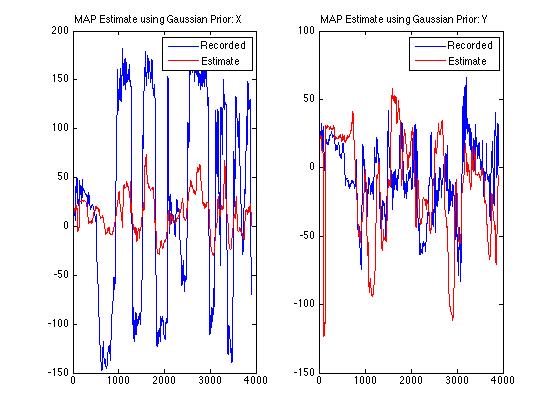 MAP Estimate using Gaussian Prior: X
200
150
100
50
0
-50
-100
-150
0 1000 2000 3000 4000
Recorded
Estimate
MAP Estimate using Gaussian Prior: Y
100
50
0
-50
-100
-150
0 1000 2000 3000 4000
Recorded
Estimate